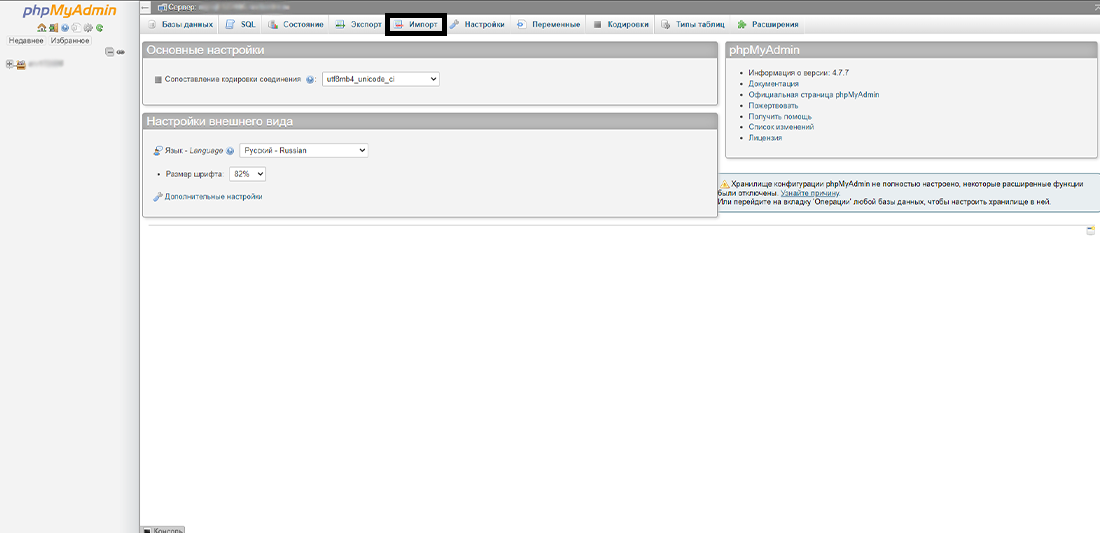 phpMyAdmin
Недавнее Избранное
Сервер:
Базы данных SQL Состояние Экспорт Импорт Настройки Переменные Кодировки Типы таблиц Расширения
Основные настройки
Сопоставление кодировки соединения : utf8mb4_unicode_ci
Настройки внешнего вида
Язык - Language Русский - Russian
• Размер шрифта: 82%
Дополнительные настройки
phpMyAdmin
• Информация о версии: 4.7.7
• Документация
• Официальная страница phpMyAdmin
• Пожертвовать
• Получить помощь
• Список изменений
• Лицензия
Хранилище конфигурации phpMyAdmin не полностью настроено, некоторые расширенные функции
были отключены. Узнайте причину.
Или перейдите на вкладку 'Операции' любой базы данных, чтобы настроить хранилище в ней.
Консоль